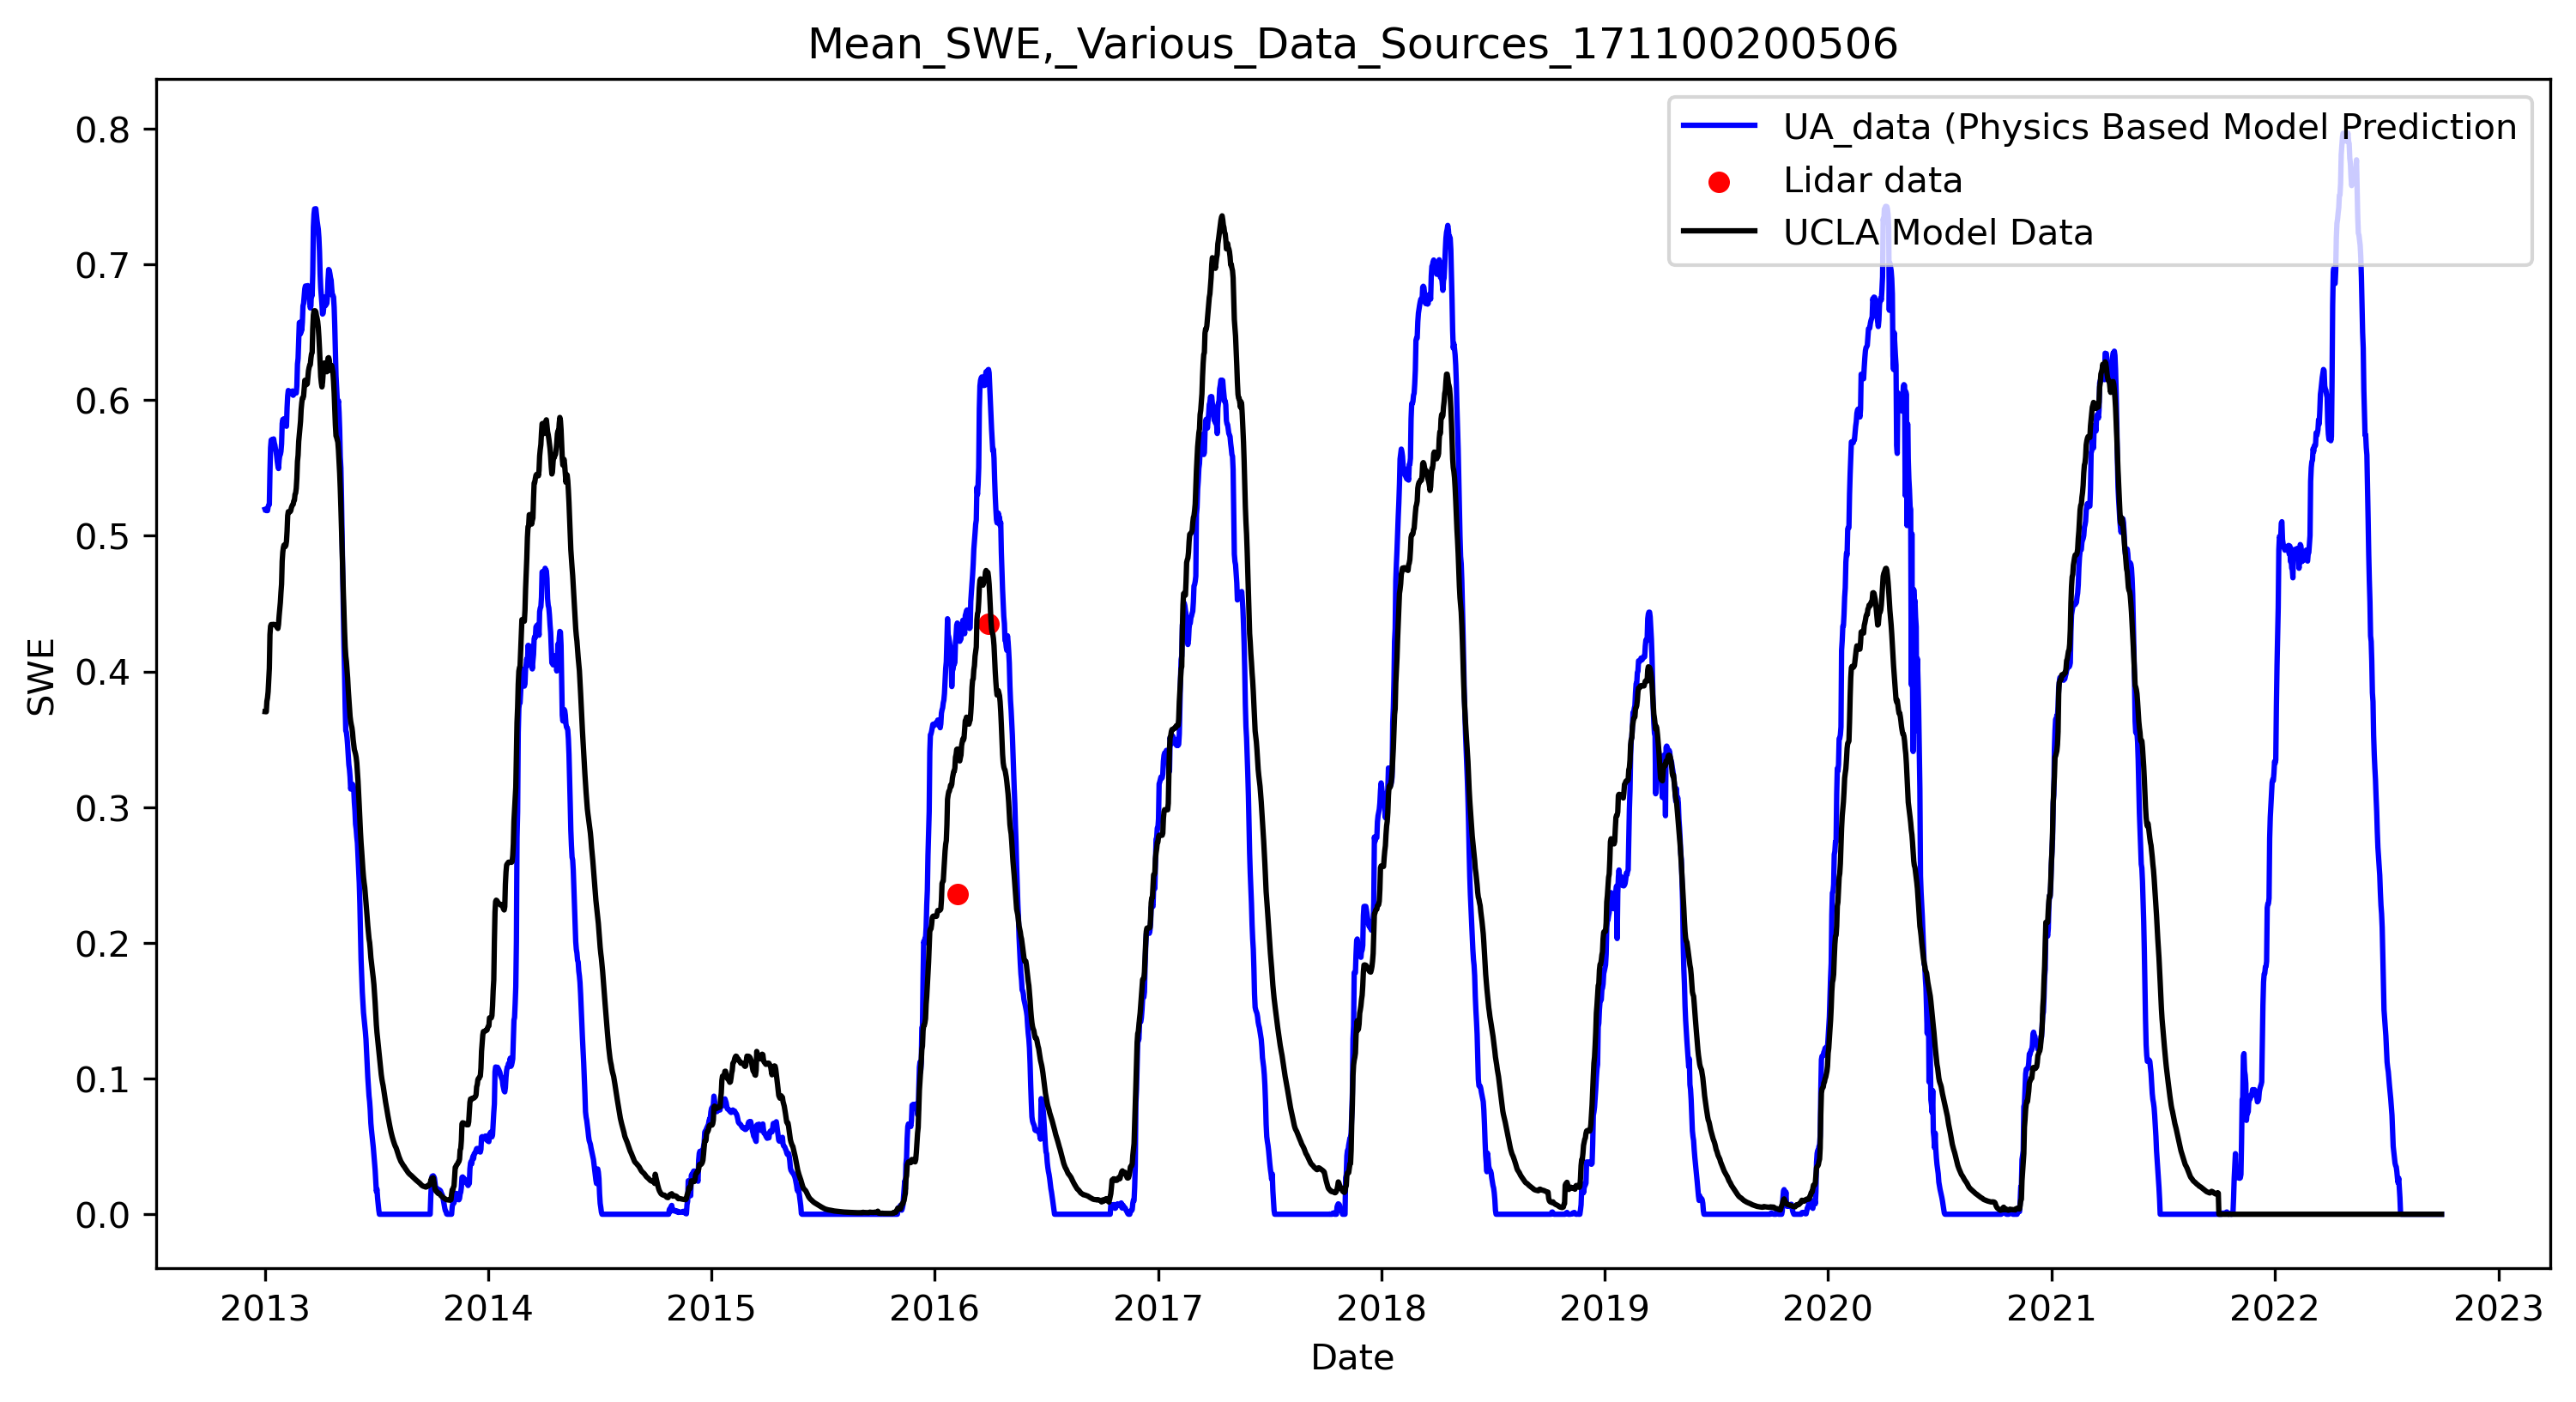 Mean_SWE,_Various_Data_Sources_171100200506
UA_data (Physics Based Model Prediction
Lidar data
UCLA Model Data
SWE
0.8
0.7
0.6
0.5
0.4
0.3
0.2
0.1
0.0
2013 2014 2015 2016 2017 2018 2019 2020 2021 2022 2023
Date